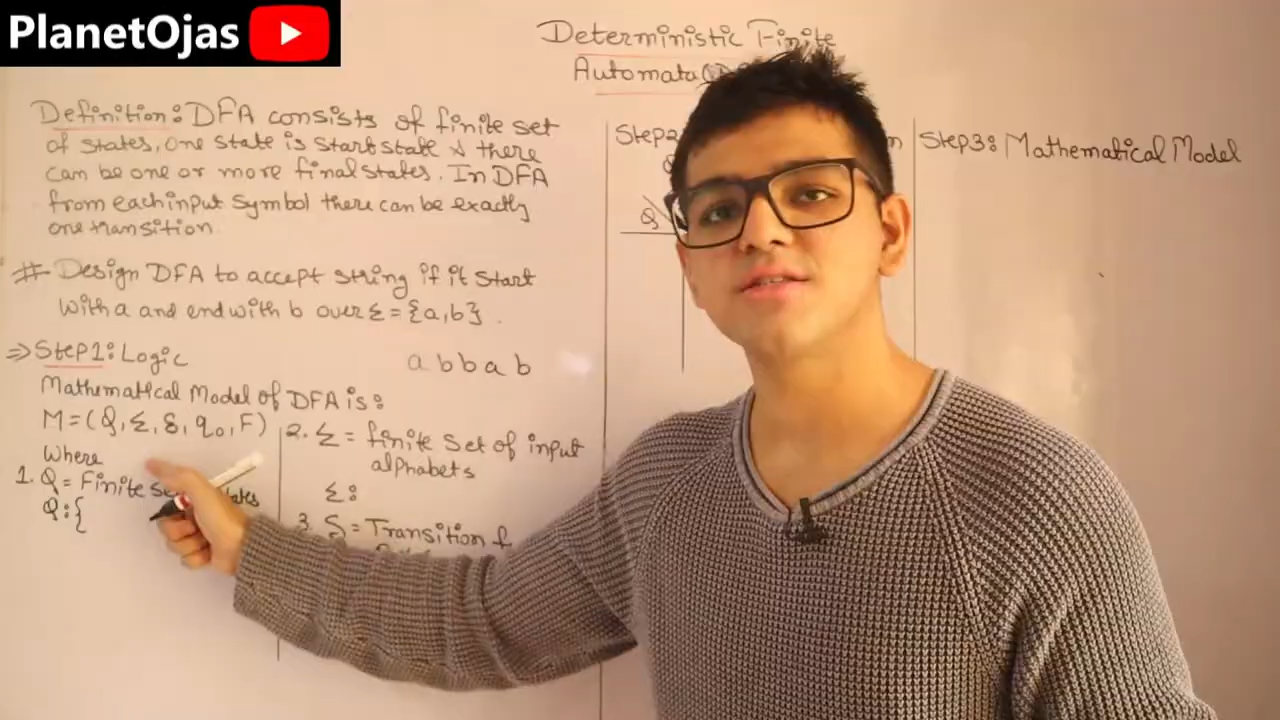 PlanetOjas
Deterministic Finite
Automata
Definition: DFA consists of finite set
of states, one state is start state & there
can be one or more final states. In DFA
from each input symbol there can be exactly
one transition.
# Design DFA to accept string if it start
with a and end with b over Σ = {a,b}.
⇒ Step1: Logic
a b b a b
Mathematical Model of DFA is:
M = (Q, Σ, δ, q0, F)
Where
1. Q = Finite
Q: {
2. Σ = finite set of input
alphabets
Σ:
3. δ = Transition f
Step2
Q
Step3: Mathematical Model